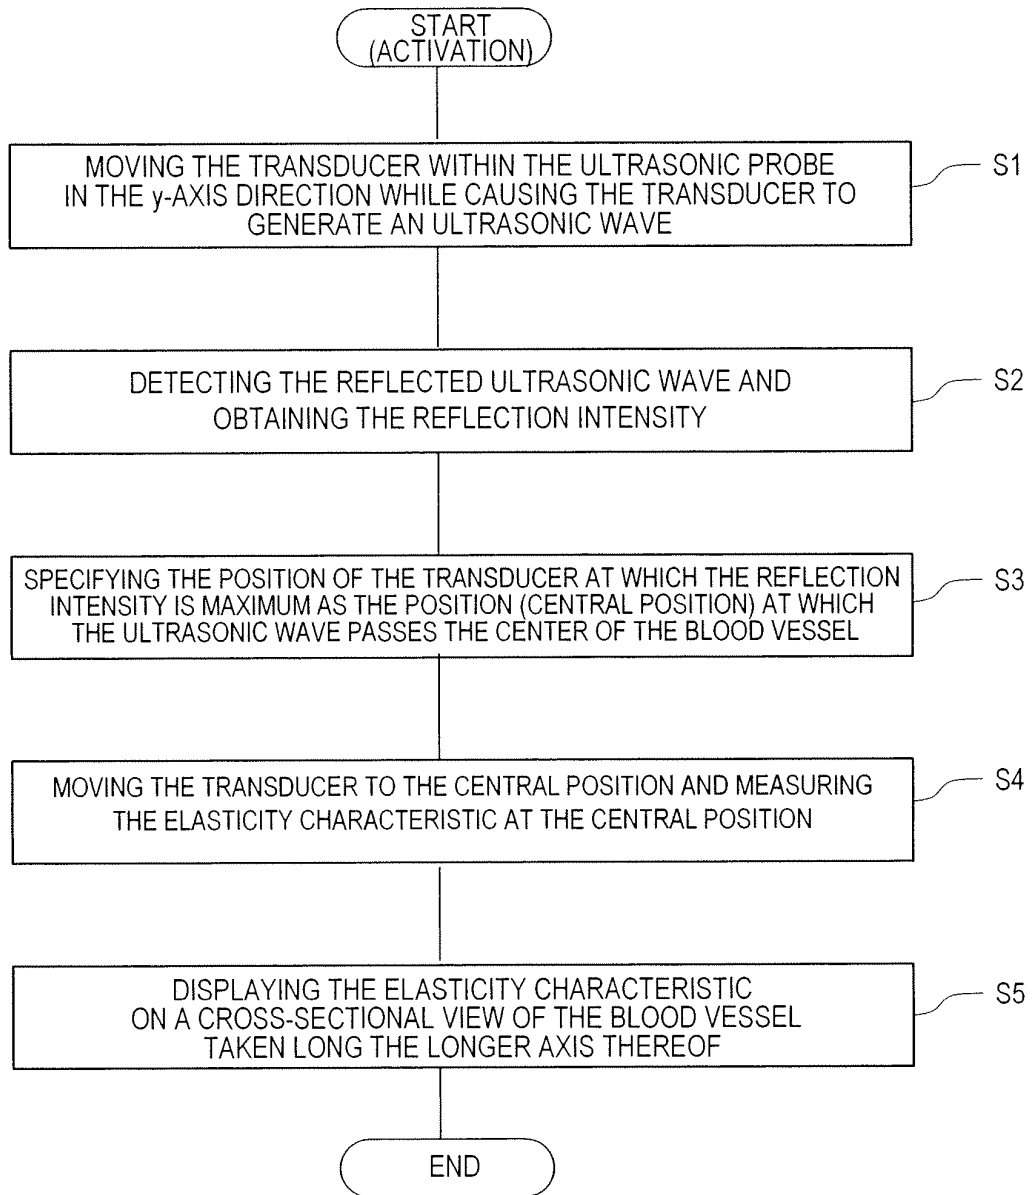 START
(ACTIVATION)
MOVING THE TRANSDUCER WITHIN THE ULTRASONIC PROBE
IN THE y-AXIS DIRECTION WHILE CAUSING THE TRANSDUCER TO
GENERATE AN ULTRASONIC WAVE
S1
DETECTING THE REFLECTED ULTRASONIC WAVE AND
OBTAINING THE REFLECTION INTENSITY
S2
SPECIFYING THE POSITION OF THE TRANSDUCER AT WHICH THE REFLECTION
INTENSITY IS MAXIMUM AS THE POSITION (CENTRAL POSITION) AT WHICH
THE ULTRASONIC WAVE PASSES THE CENTER OF THE BLOOD VESSEL
S3
MOVING THE TRANSDUCER TO THE CENTRAL POSITION AND MEASURING
THE ELASTICITY CHARACTERISTIC AT THE CENTRAL POSITION
S4
DISPLAYING THE ELASTICITY CHARACTERISTIC
ON A CROSS-SECTIONAL VIEW OF THE BLOOD VESSEL
TAKEN LONG THE LONGER AXIS THEREOF
S5
END